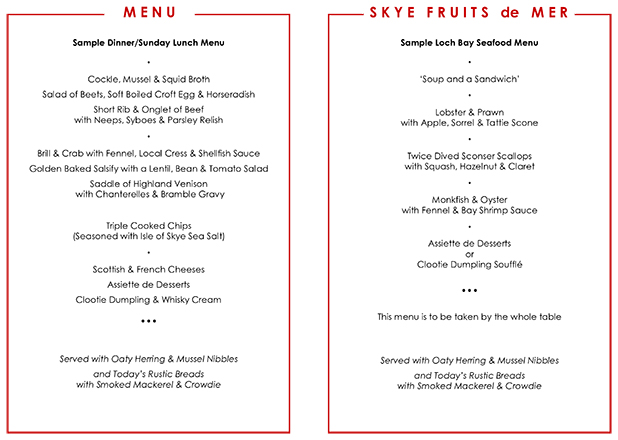 MENU
Sample Dinner/Sunday Lunch Menu
•
Cockle, Mussel & Squid Broth
Salad of Beets, Soft Boiled Croft Egg & Horseradish
Short Rib & Onglet of Beef
with Neeps, Syboes & Parsley Relish
•
Brill & Crab with Fennel, Local Cress & Shellfish Sauce
Golden Baked Salsify with a Lentil, Bean & Tomato Salad
Saddle of Highland Venison
with Chanterelles & Bramble Gravy
Triple Cooked Chips
(Seasoned with Isle of Skye Sea Salt)
•
Scottish & French Cheeses
Assiette de Desserts
Clootie Dumpling & Whisky Cream
•••
Served with Oaty Herring & Mussel Nibbles
and Today's Rustic Breads
with Smoked Mackerel & Crowdie
SKYE FRUITS de MER
Sample Loch Bay Seafood Menu
•
'Soup and a Sandwich'
•
Lobster & Prawn
with Apple, Sorrel & Tattie Scone
•
Twice Dived Sconser Scallops
with Squash, Hazelnut & Claret
•
Monkfish & Oyster
with Fennel & Bay Shrimp Sauce
•
Assiette de Desserts
or
Clootie Dumpling Soufflé
•••
This menu is to be taken by the whole table
Served with Oaty Herring & Mussel Nibbles
and Today's Rustic Breads
with Smoked Mackerel & Crowdie